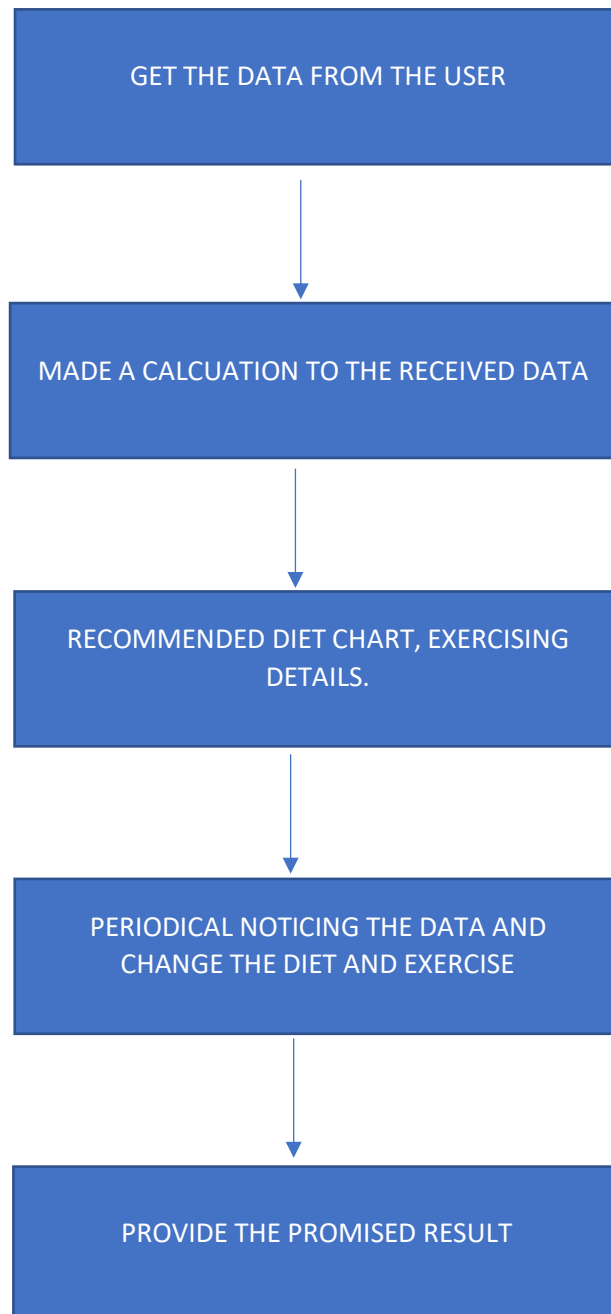 GET THE DATA FROM THE USER
MADE A CALCUATION TO THE RECEIVED DATA
RECOMMENDED DIET CHART, EXERCISING
DETAILS.
PERIODICAL NOTICING THE DATA AND
CHANGE THE DIET AND EXERCISE
PROVIDE THE PROMISED RESULT